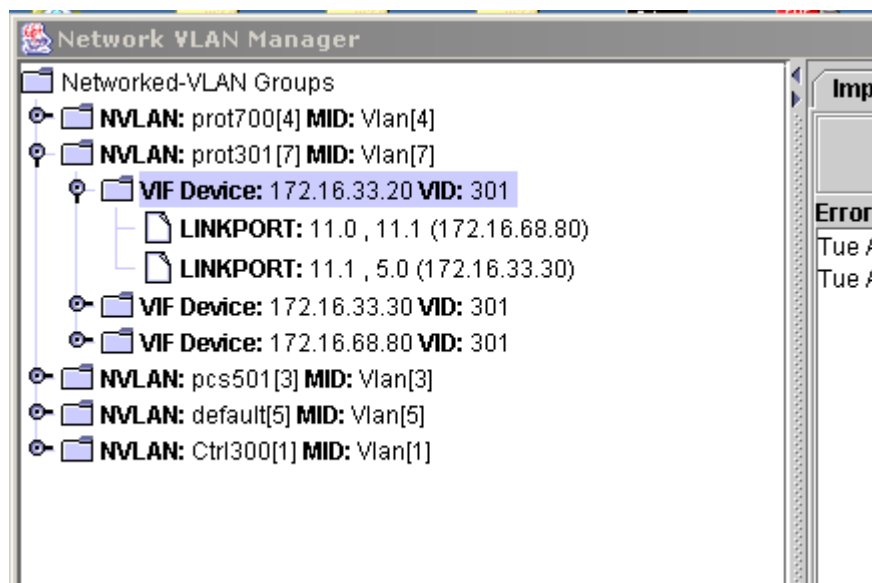 Network VLAN Manager
Networked-VLAN Groups
NVLAN: prot700[4] MID: Vlan[4]
NVLAN: prot301[7] MID: Vlan[7]
VIF Device: 172.16.33.20 VID: 301
LINKPORT: 11.0 , 11.1 (172.16.68.80)
LINKPORT: 11.1 , 5.0 (172.16.33.30)
VIF Device: 172.16.33.30 VID: 301
VIF Device: 172.16.68.80 VID: 301
NVLAN: pcs501[3] MID: Vlan[3]
NVLAN: default[5] MID: Vlan[5]
NVLAN: Ctrl300[1] MID: Vlan[1]
Imp
Error
Tue A
Tue A